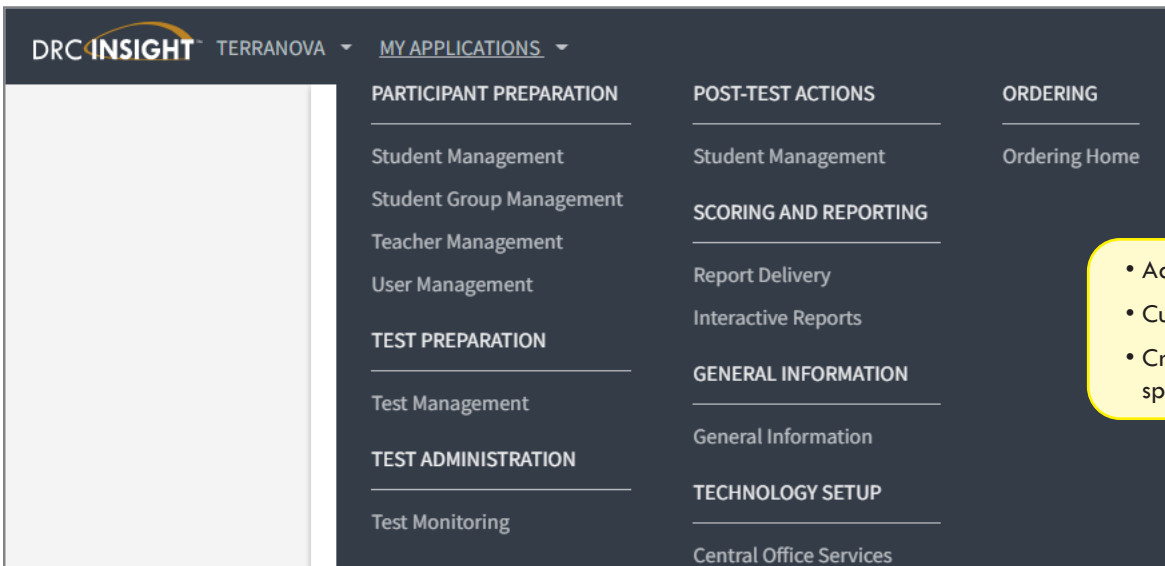 DRC INSIGHT™ TERRANOVA MY APPLICATIONS
PARTICIPANT PREPARATION
Student Management
Student Group Management
Teacher Management
User Management
TEST PREPARATION
Test Management
TEST ADMINISTRATION
Test Monitoring
POST-TEST ACTIONS
Student Management
SCORING AND REPORTING
Report Delivery
Interactive Reports
GENERAL INFORMATION
General Information
TECHNOLOGY SETUP
Central Office Services
ORDERING
Ordering Home